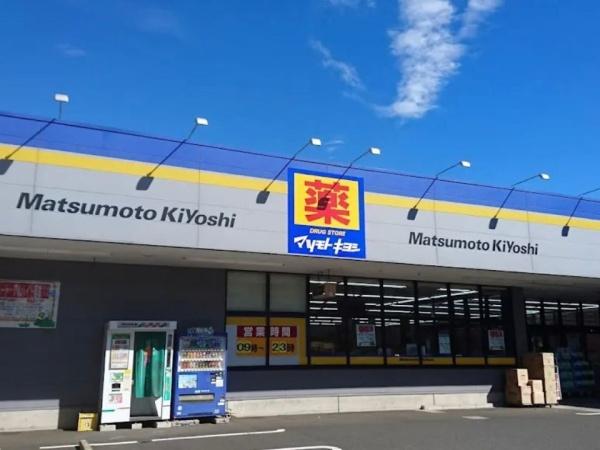 Matsumoto KiYoshi
薬
DRUG STORE
マツモトキヨシ
Matsumoto KiYoshi
営業時間
09時～23時